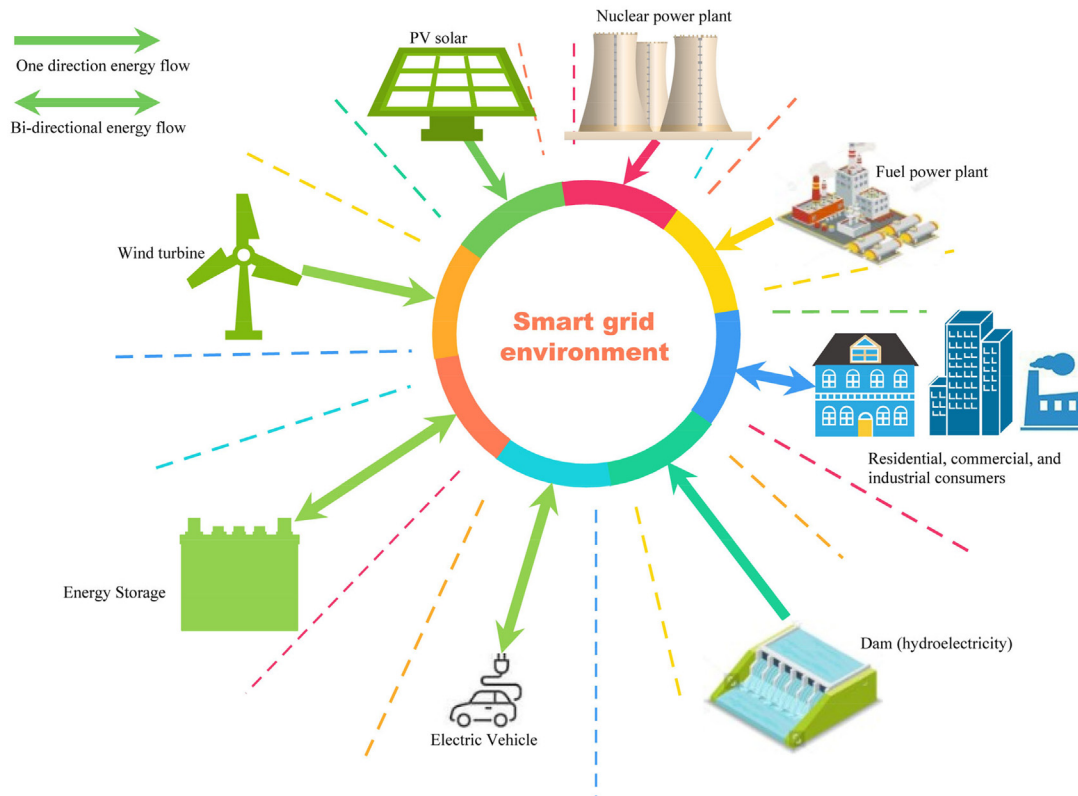 Nuclear power plant
PV solar
One direction energy flow
Bi-directional energy flow
Fuel power plant
Wind turbine
Smart grid
environment
Residential, commercial, and
industrial consumers
Energy Storage
Dam (hydroelectricity)
Electric Vehicle